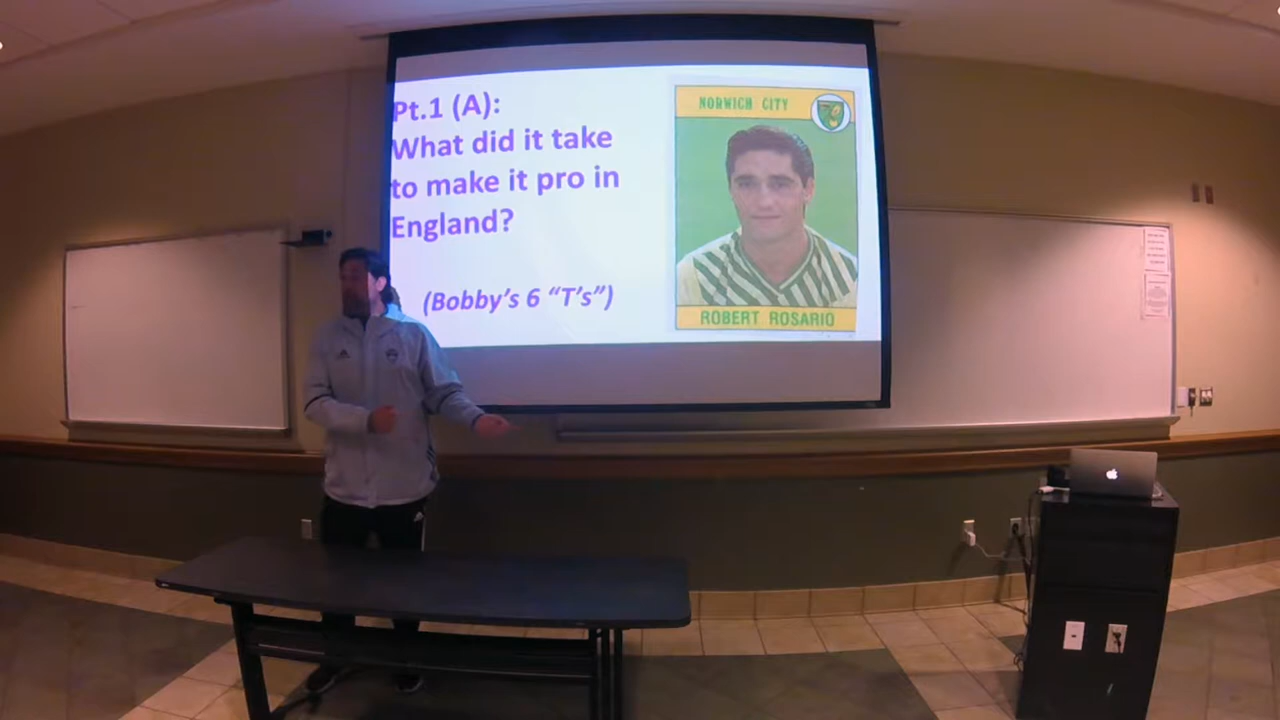 Pt.1 (A):
What did it take
to make it pro in
England?
(Bobby's 6 “T's”)
NORWICH CITY
ROBERT ROSARIO